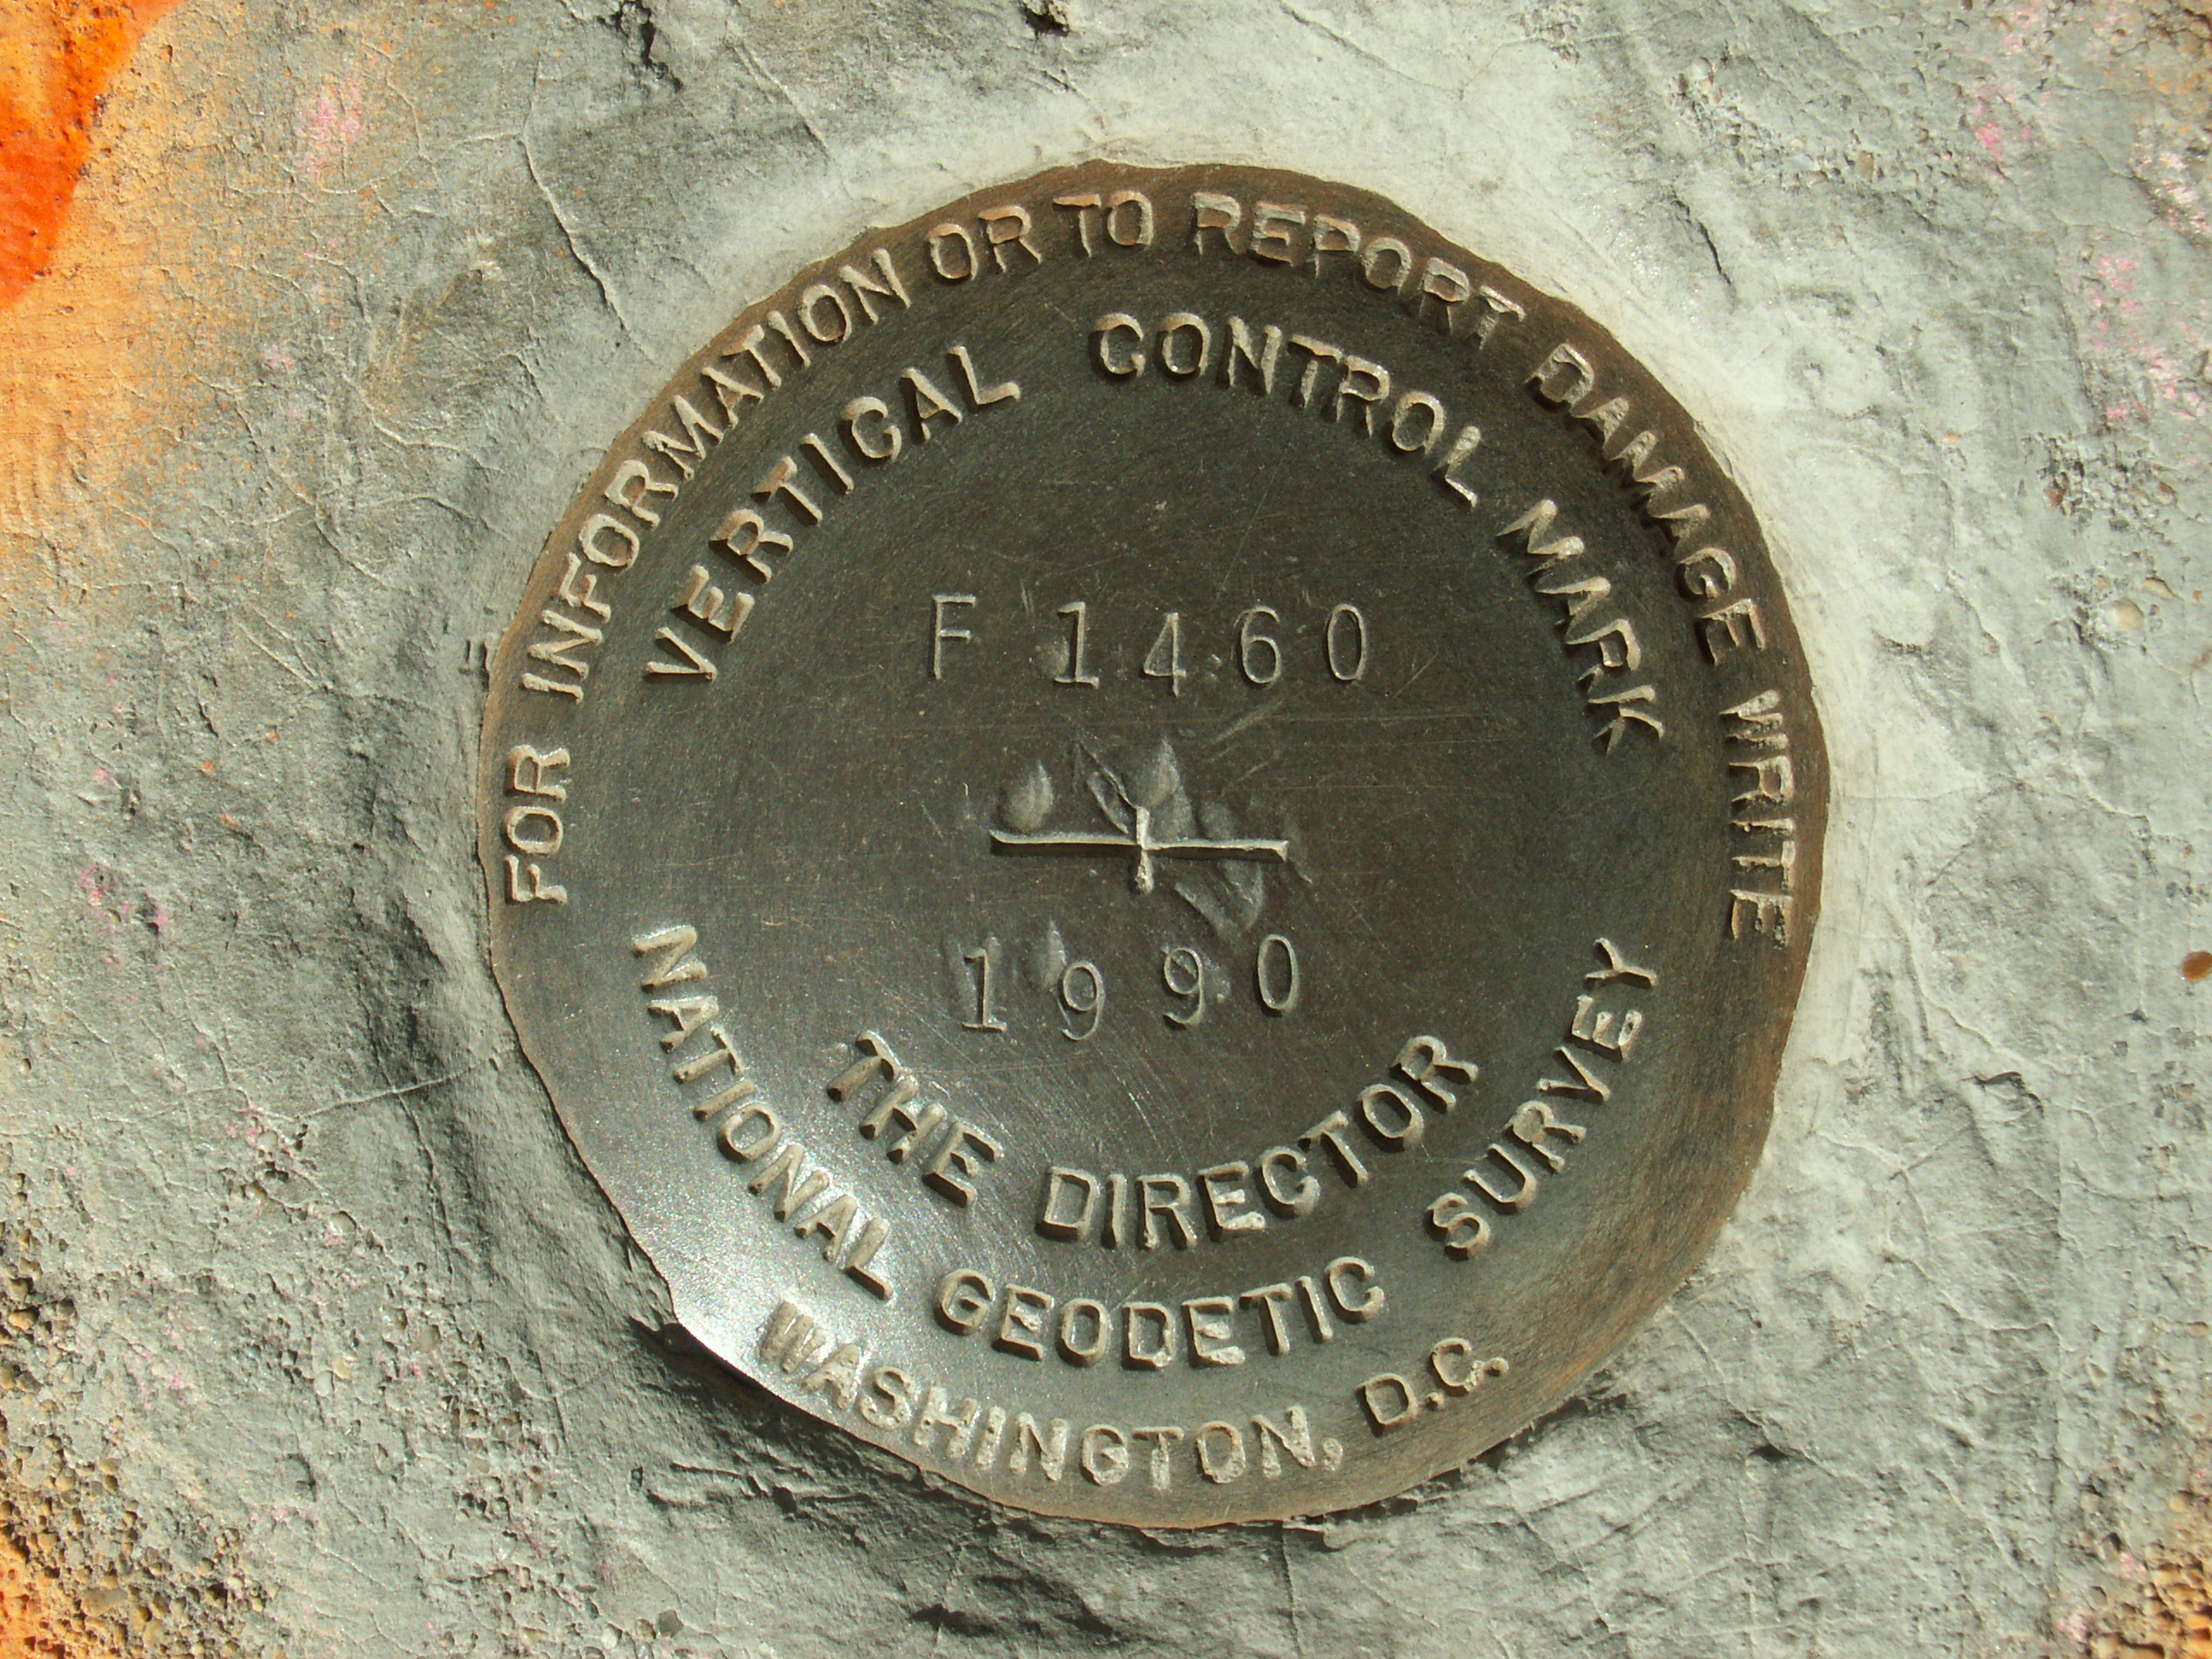 FOR INFORMATION OR TO REPORT DAMAGE WRITE
VERTICAL CONTROL MARK
F 1460
1990
THE DIRECTOR
NATIONAL GEODETIC SURVEY
WASHINGTON, D.C.